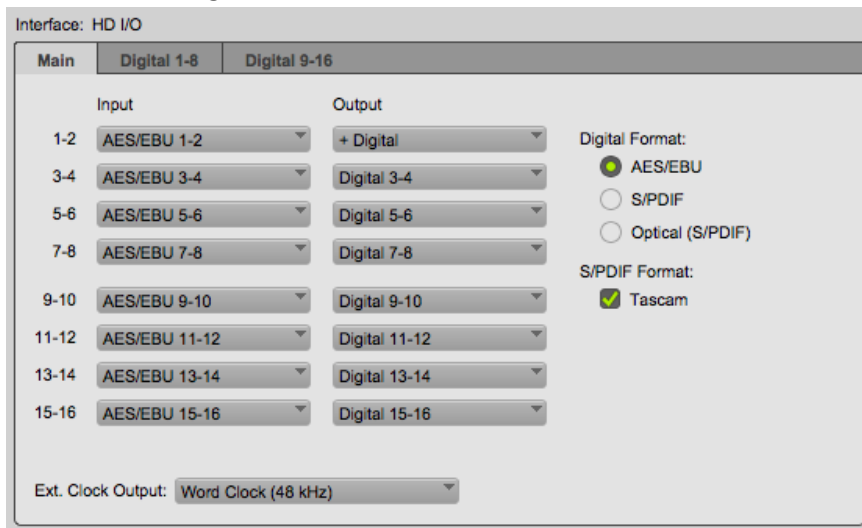 Interface: HD I/O
Main Digital 1-8 Digital 9-16
Input Output
1-2 AES/EBU 1-2 + Digital Digital Format:
AES/EBU
3-4 AES/EBU 3-4 Digital 3-4
S/PDIF
5-6 AES/EBU 5-6 Digital 5-6
Optical (S/PDIF)
7-8 AES/EBU 7-8 Digital 7-8
S/PDIF Format:
9-10 AES/EBU 9-10 Digital 9-10 Tascam
11-12 AES/EBU 11-12 Digital 11-12
13-14 AES/EBU 13-14 Digital 13-14
15-16 AES/EBU 15-16 Digital 15-16
Ext. Clock Output: Word Clock (48 kHz)